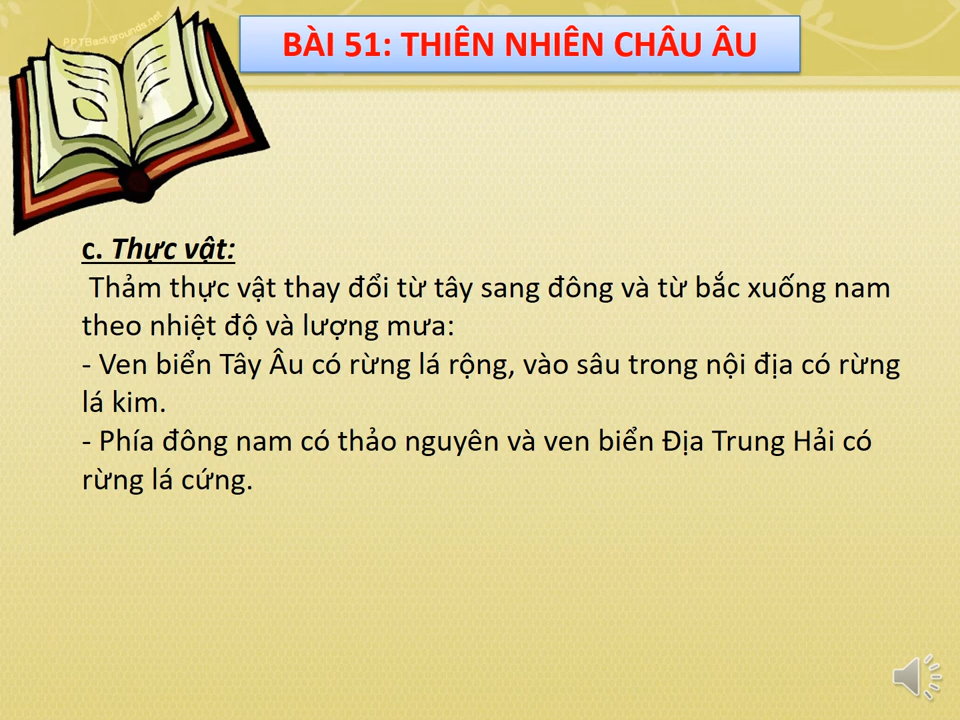 PPTBackgrounds.net
BÀI 51: THIÊN NHIÊN CHÂU ÂU
c. Thực vật:
Thảm thực vật thay đổi từ tây sang đông và từ bắc xuống nam
theo nhiệt độ và lượng mưa:
- Ven biển Tây Âu có rừng lá rộng, vào sâu trong nội địa có rừng
lá kim.
- Phía đông nam có thảo nguyên và ven biển Địa Trung Hải có
rừng lá cứng.